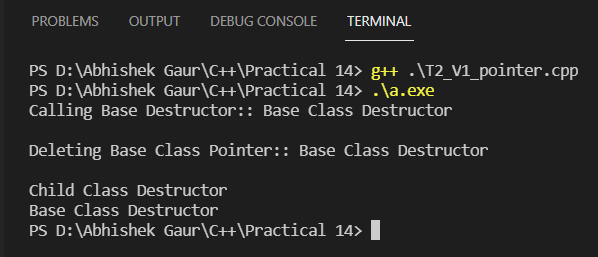 PROBLEMS OUTPUT DEBUG CONSOLE TERMINAL
PS D:\Abhishek Gaur\C++\Practical 14> g++ .\T2_V1_pointer.cpp
PS D:\Abhishek Gaur\C++\Practical 14> .\a.exe
Calling Base Destructor:: Base Class Destructor
Deleting Base Class Pointer:: Base Class Destructor
Child Class Destructor
Base Class Destructor
PS D:\Abhishek Gaur\C++\Practical 14>